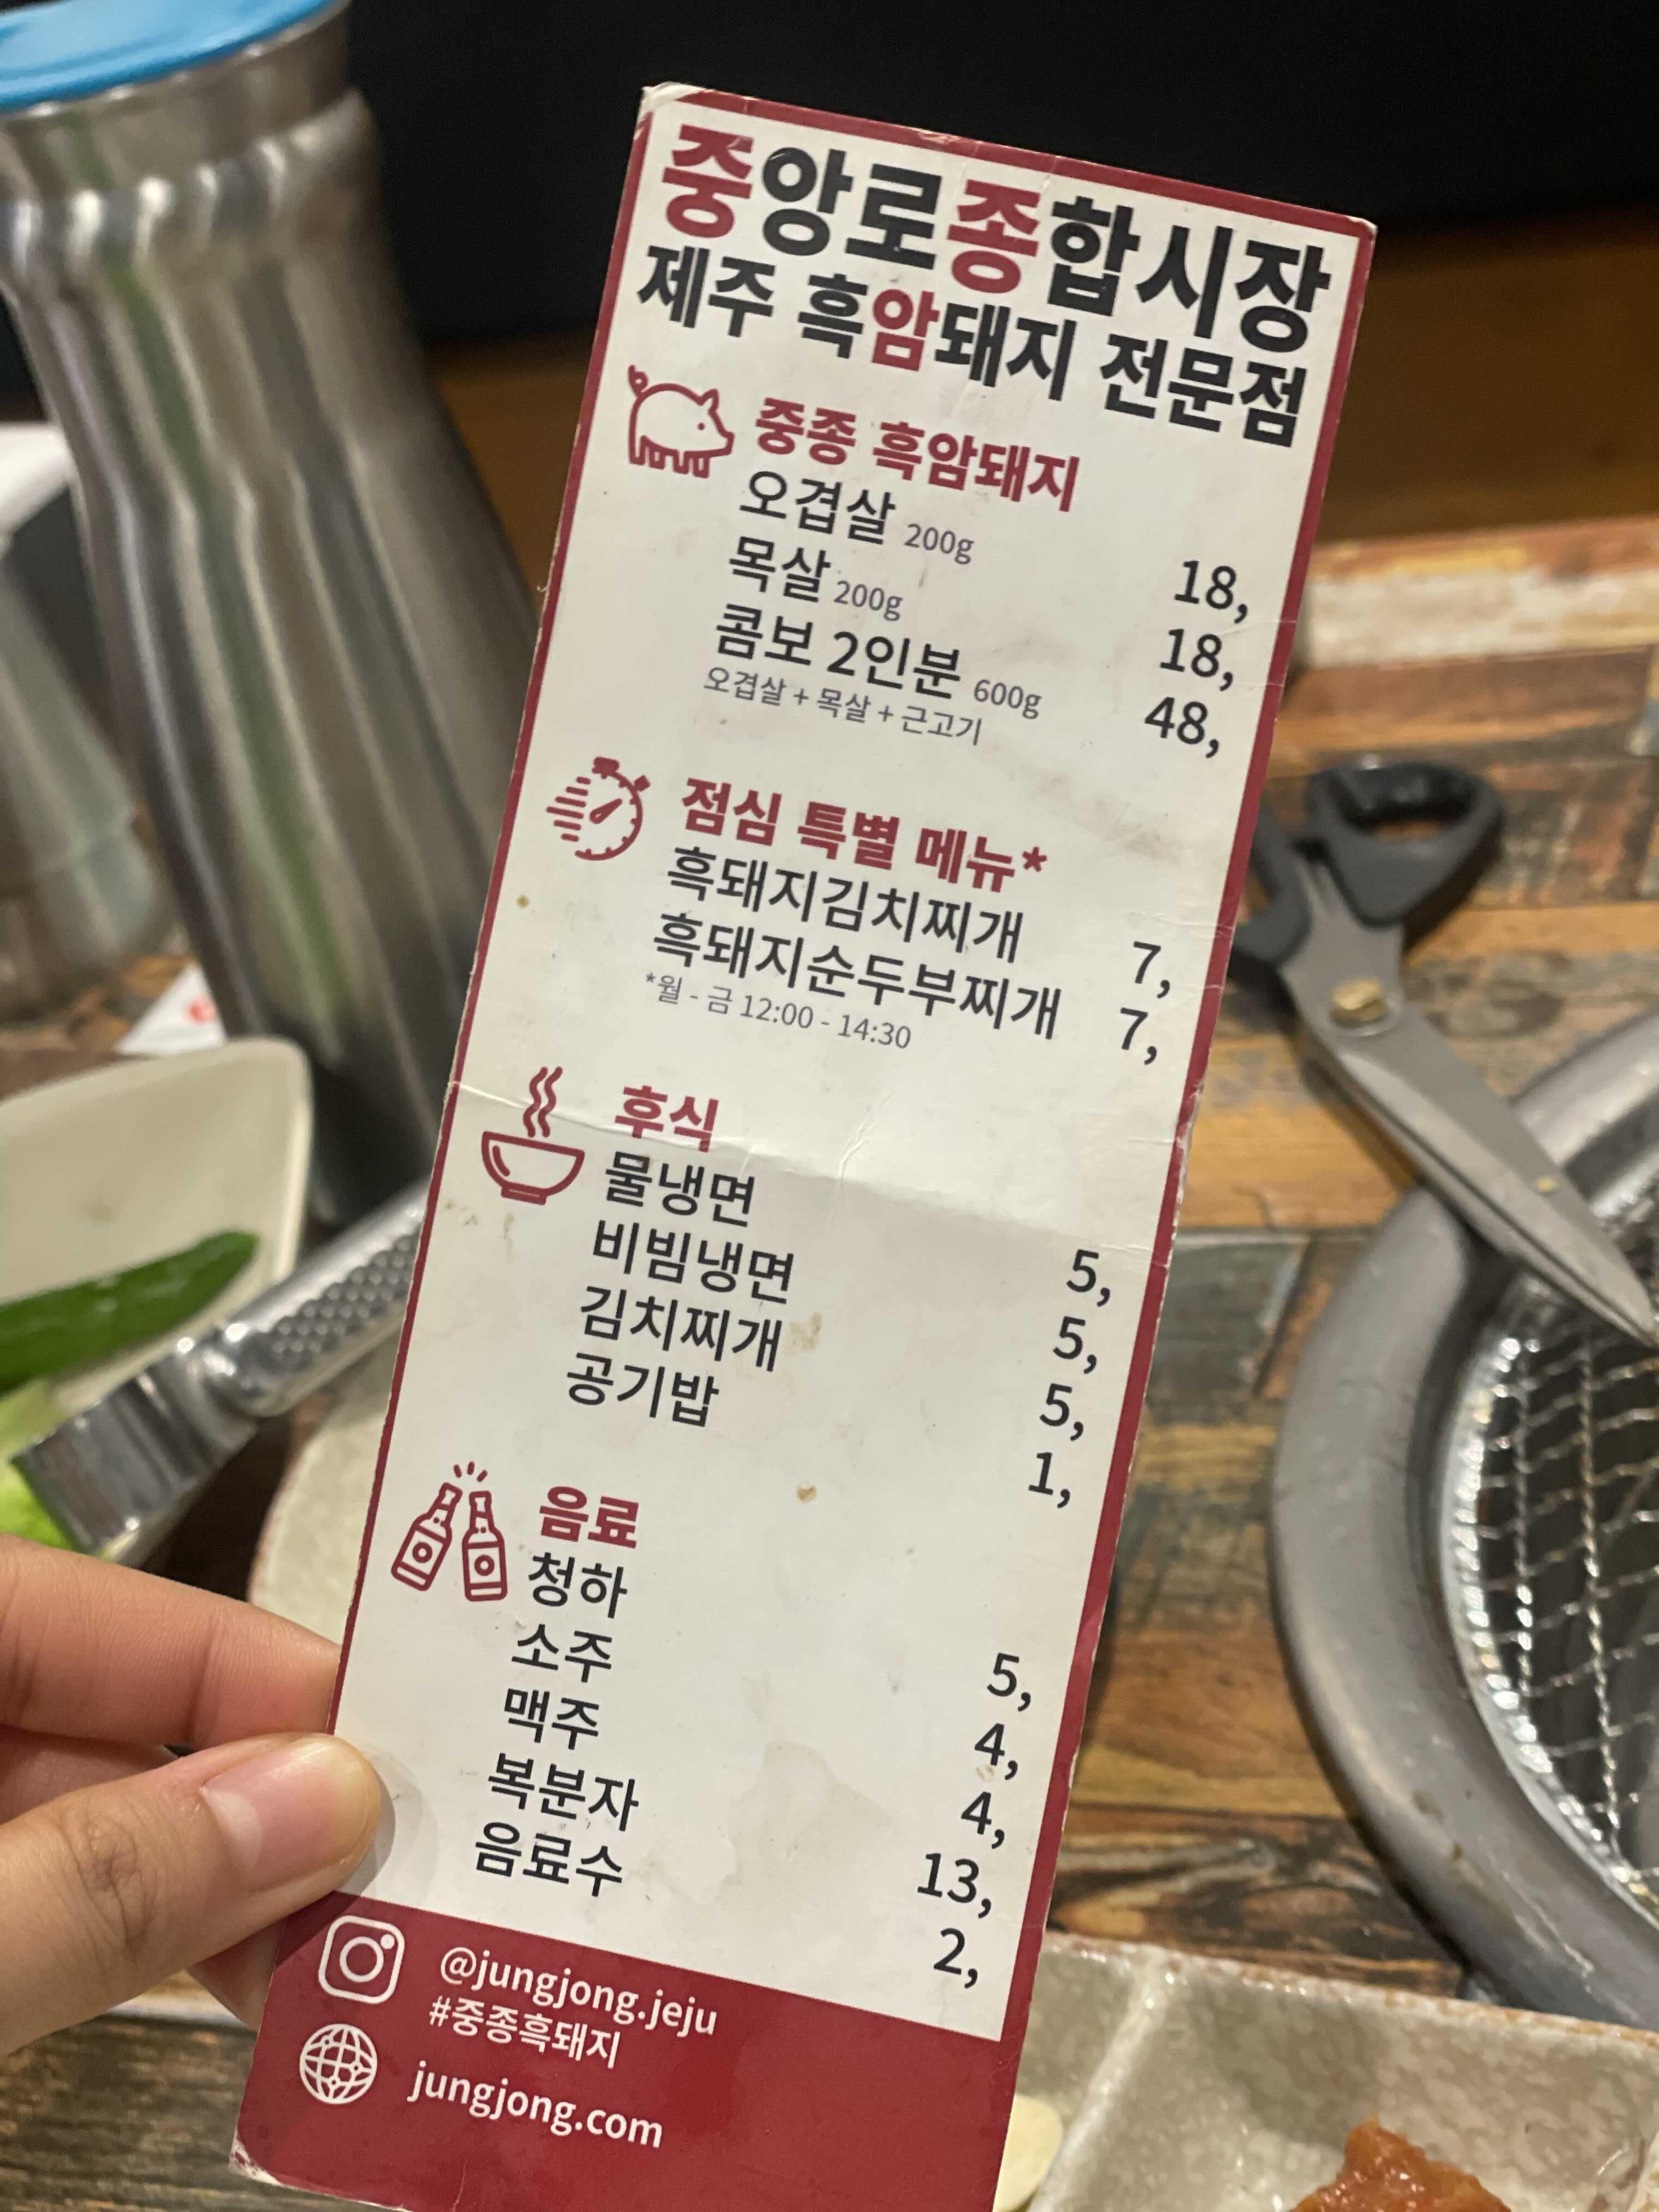 중앙로종합시장
제주 흑암돼지 전문점
중종 흑암돼지
오겹살 200g 18,
목살 200g 18,
콤보 2인분 600g 48,
오겹살 + 목살 + 근고기
점심 특별 메뉴*
흑돼지김치찌개 7,
흑돼지순두부찌개 7,
*월 - 금 12:00 - 14:30
후식
물냉면 5,
비빔냉면 5,
김치찌개 5,
공기밥 1,
음료
청하 5,
소주 4,
맥주 4,
복분자 13,
음료수 2,
@jungjong.jeju
#중종흑돼지
jungjong.com